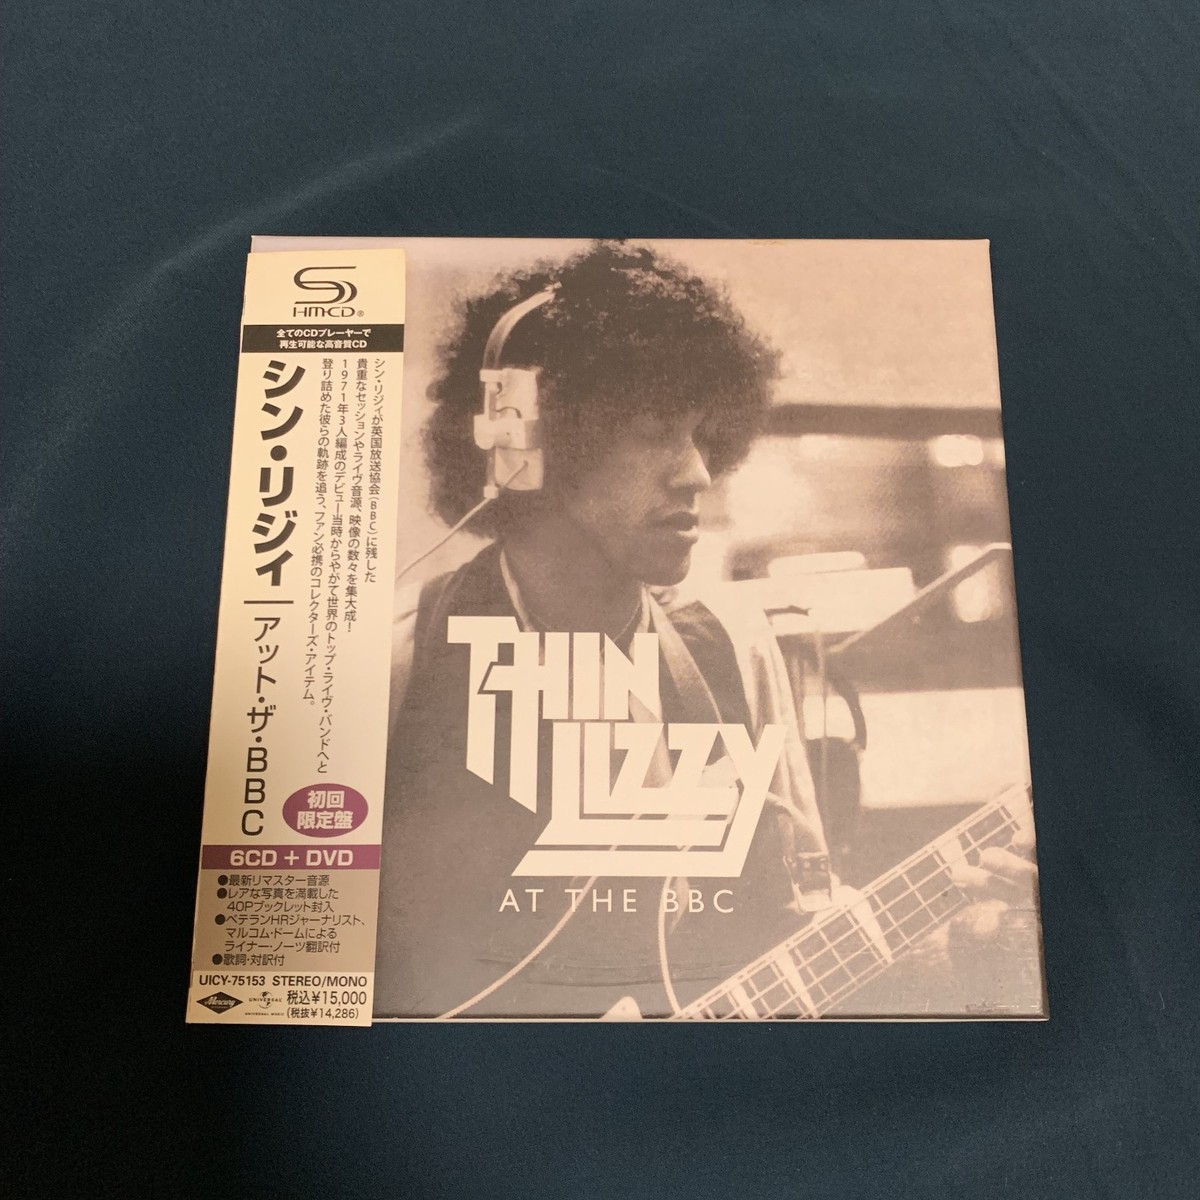 SHM-CD®
全てのCDプレーヤーで
再生可能な高音質CD
シン・リジィ｜アット・ザ・BBC
シン・リジィが英国放送協会(BBC)に残した
貴重なセッションやライヴ音源、映像の数々を集大成!
1971年3人編成のデビュー当時からやがて世界のトップ・ライヴ・バンドへと
登り詰めた彼らの軌跡を追う、ファン必携のコレクターズ・アイテム。
初回
限定盤
6CD + DVD
●最新リマスター音源
●レアな写真を満載した
40Pブックレット封入
●ベテランHRジャーナリスト、
マルコム・ドームによる
ライナー・ノーツ翻訳付
●歌詞・対訳付
UICY-75153 STEREO/MONO
Mercury
UNIVERSAL
UNIVERSAL MUSIC
税込¥15,000
(税抜¥14,286)
THIN
LIZZY
AT THE BBC